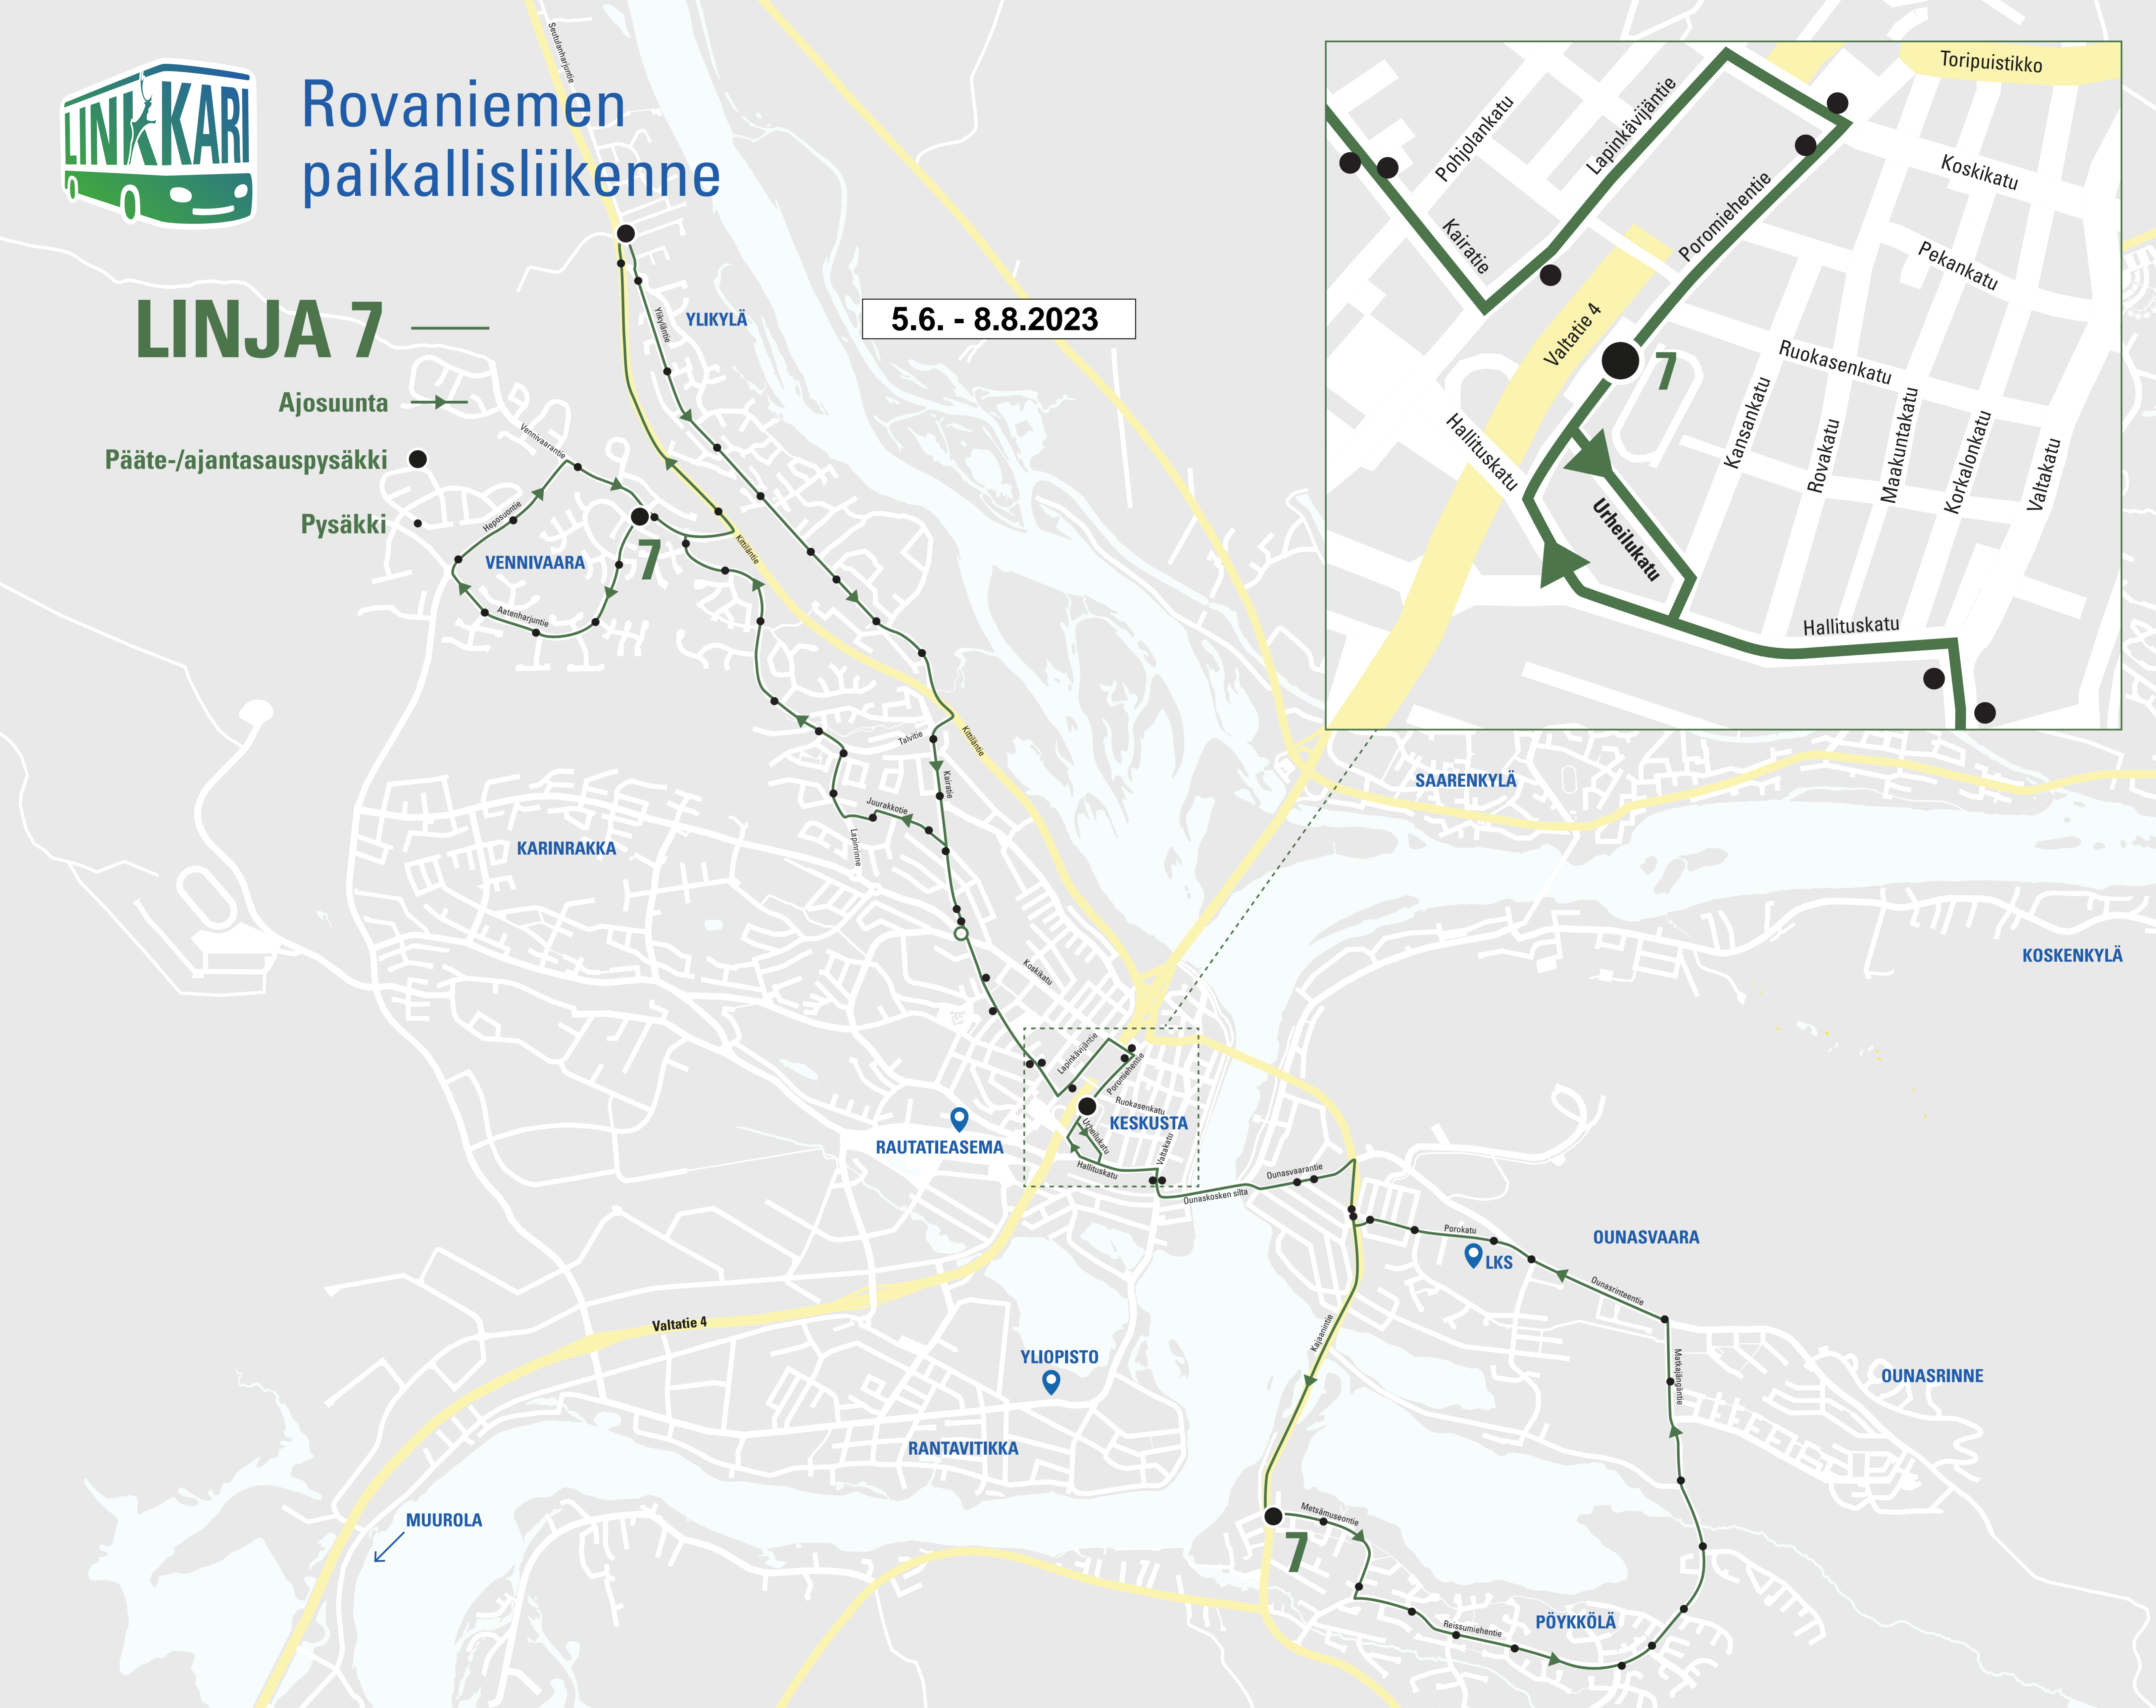 LINKKARI
Rovaniemen
paikallisliikenne
LINJA 7
Ajosuunta
Pääte-/ajantasauspysäkki
Pysäkki
5.6. - 8.8.2023
Toripuistikko
Pohjolankatu
Lapinkävijäntie
Koskikatu
Kairatie
Poromiehentie
Pekankatu
Valtatie 4
7
Ruokasenkatu
Hallituskatu
Kansankatu
Rovakatu
Maakuntakatu
Korkalonkatu
Valtakatu
Urheilukatu
Hallituskatu
Seutulanharjuntie
YLIKYLÄ
Ylikyläntie
Vennivaarantie
Heposuontie
VENNIVAARA
7
Kittiläntie
Aatenharjuntie
Talvitie
Kittiläntie
Kairatie
Juurakkotie
Lapinrinne
SAARENKYLÄ
KARINRAKKA
KOSKENKYLÄ
Koskikatu
Lapinkävijäntie
Poromiehentie
Ruokasenkatu
KESKUSTA
Urheilukatu
Valtakatu
Hallituskatu
RAUTATIEASEMA
Ounaskosken silta
Ounasvaarantie
Porokatu
OUNASVAARA
LKS
Ounasrinteentie
Valtatie 4
Kajaanintie
YLIOPISTO
Matkajängäntie
OUNASRINNE
RANTAVITIKKA
MUUROLA
Metsämuseontie
7
Reissumiehentie
PÖYKKÖLÄ